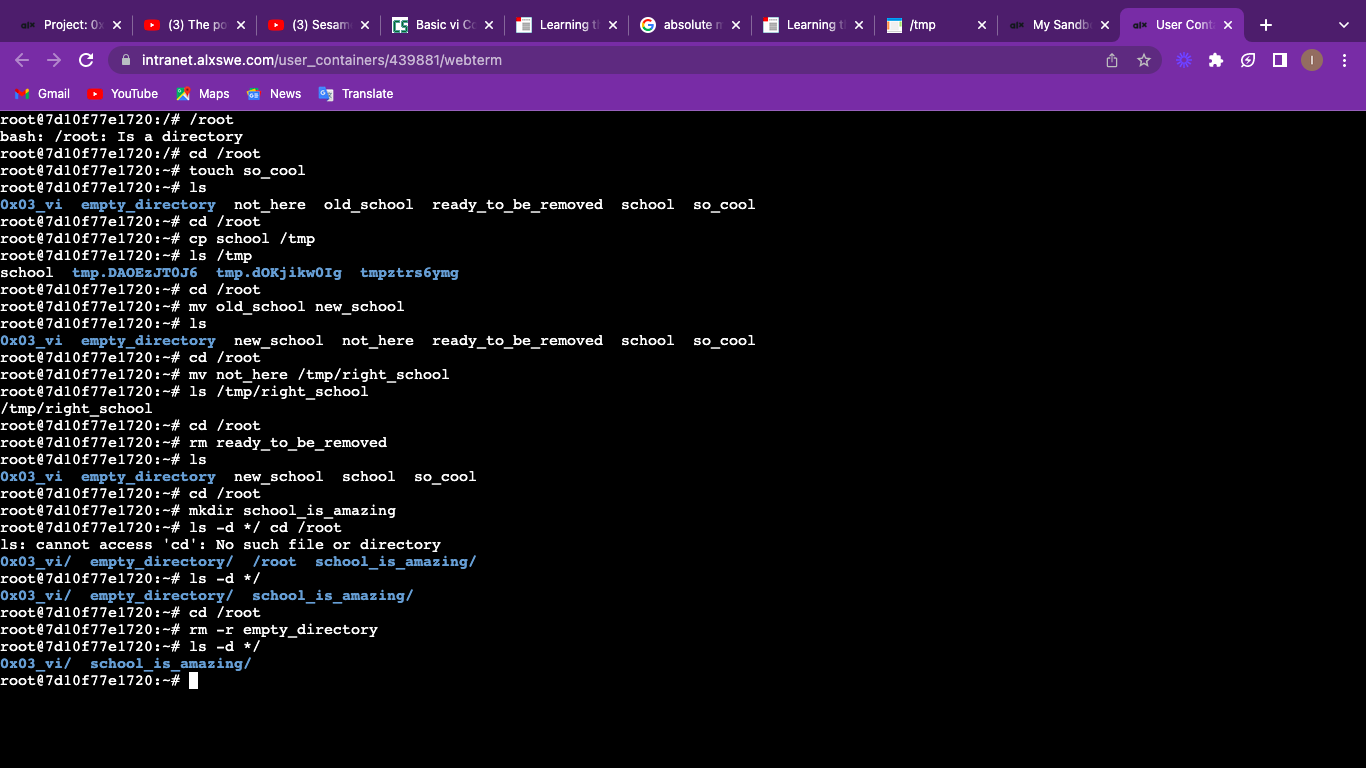 Project: 0x
(3) The po
(3) Sesam
Basic vi Co
Learning th
absolute m
Learning th
/tmp
My Sandb
User Conta
intranet.alxswe.com/user_containers/439881/webterm
I
Gmail
YouTube
Maps
News
Translate
root@7d10f77e1720:/# /root
bash: /root: Is a directory
root@7d10f77e1720:/# cd /root
root@7d10f77e1720:~# touch so_cool
root@7d10f77e1720:~# ls
0x03_vi  empty_directory  not_here  old_school  ready_to_be_removed  school  so_cool
root@7d10f77e1720:~# cd /root
root@7d10f77e1720:~# cp school /tmp
root@7d10f77e1720:~# ls /tmp
school  tmp.DAOEzJT0J6  tmp.dOKjikw0Ig  tmpztrs6ymg
root@7d10f77e1720:~# cd /root
root@7d10f77e1720:~# mv old_school new_school
root@7d10f77e1720:~# ls
0x03_vi  empty_directory  new_school  not_here  ready_to_be_removed  school  so_cool
root@7d10f77e1720:~# cd /root
root@7d10f77e1720:~# mv not_here /tmp/right_school
root@7d10f77e1720:~# ls /tmp/right_school
/tmp/right_school
root@7d10f77e1720:~# cd /root
root@7d10f77e1720:~# rm ready_to_be_removed
root@7d10f77e1720:~# ls
0x03_vi  empty_directory  new_school  school  so_cool
root@7d10f77e1720:~# cd /root
root@7d10f77e1720:~# mkdir school_is_amazing
root@7d10f77e1720:~# ls -d */ cd /root
ls: cannot access 'cd': No such file or directory
0x03_vi/  empty_directory/  /root  school_is_amazing/
root@7d10f77e1720:~# ls -d */
0x03_vi/  empty_directory/  school_is_amazing/
root@7d10f77e1720:~# cd /root
root@7d10f77e1720:~# rm -r empty_directory
root@7d10f77e1720:~# ls -d */
0x03_vi/  school_is_amazing/
root@7d10f77e1720:~#